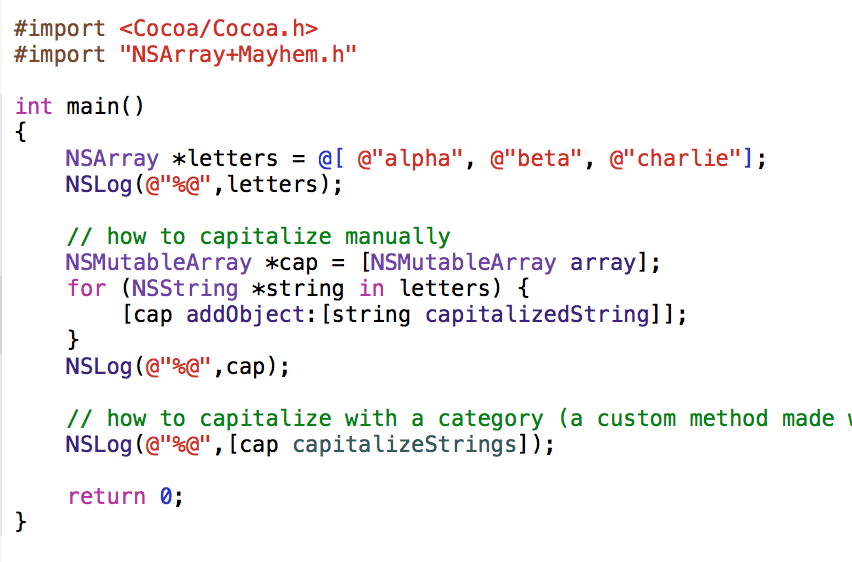 #import <Cocoa/Cocoa.h>
#import "NSArray+Mayhem.h"
int main()
{
NSArray *letters = @[ @"alpha", @"beta", @"charlie"];
NSLog(@"%@",letters);
// how to capitalize manually
NSMutableArray *cap = [NSMutableArray array];
for (NSString *string in letters) {
[cap addObject:[string capitalizedString]];
}
NSLog(@"%@",cap);
// how to capitalize with a category (a custom method made
NSLog(@"%@",[cap capitalizeStrings]);
return 0;
}